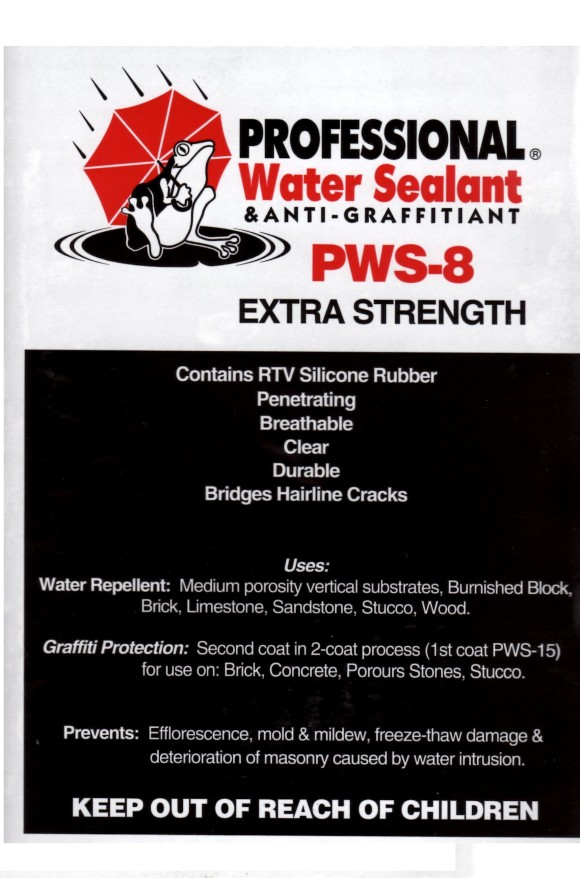 PROFESSIONAL®
Water Sealant
& ANTI-GRAFFITIANT
PWS-8
EXTRA STRENGTH
Contains RTV Silicone Rubber
Penetrating
Breathable
Clear
Durable
Bridges Hairline Cracks
Uses:
Water Repellent: Medium porosity vertical substrates, Burnished Block,
Brick, Limestone, Sandstone, Stucco, Wood.
Graffiti Protection: Second coat in 2-coat process (1st coat PWS-15)
for use on: Brick, Concrete, Porours Stones, Stucco.
Prevents: Efflorescence, mold & mildew, freeze-thaw damage &
deterioration of masonry caused by water intrusion.
KEEP OUT OF REACH OF CHILDREN